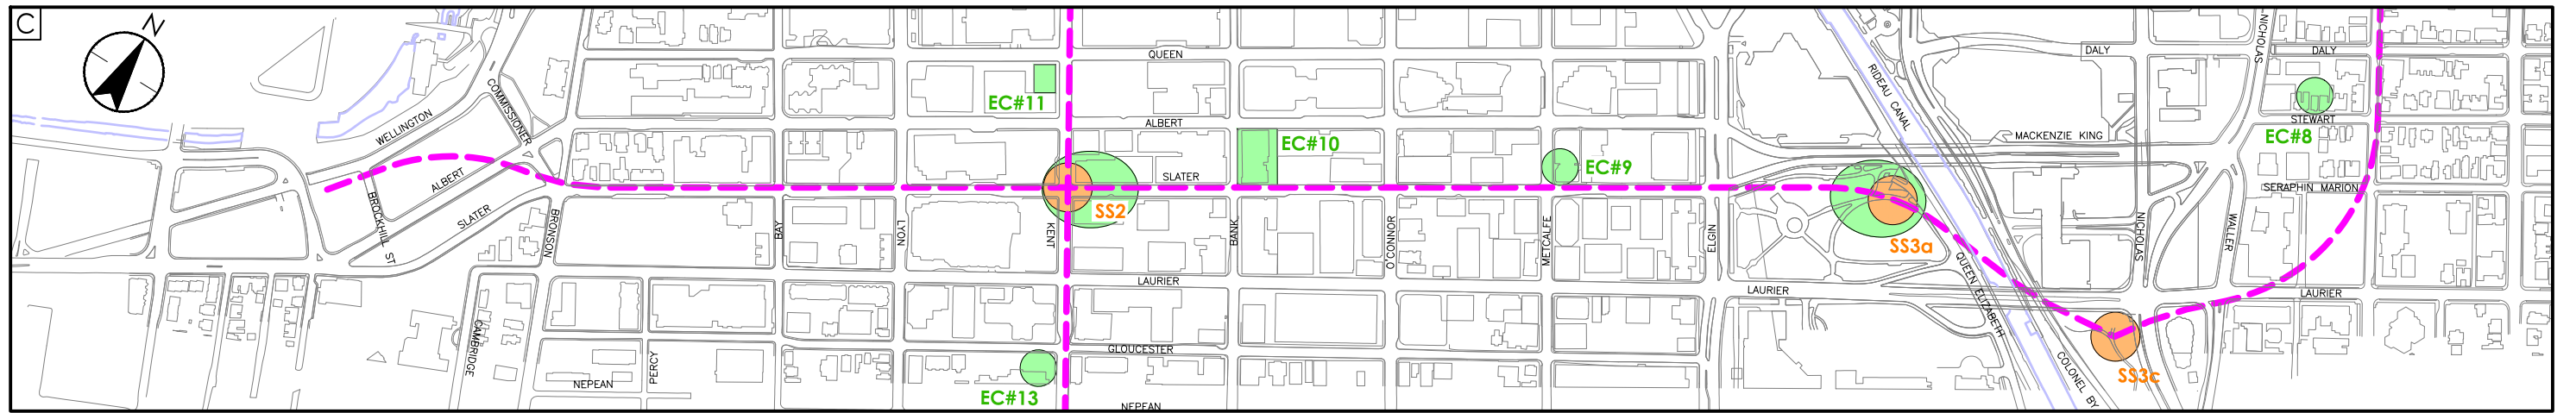 C
N
QUEEN
DALY
NICHOLAS
DALY
COMMISSIONER
RIDEAU CANAL
EC#11
WELLINGTON
ALBERT
STEWART
MACKENZIE KING
EC#8
EC#10
EC#9
ALBERT
SLATER
SERAPHIN MARION
BROCKHILL ST
SLATER
BRONSON
BAY
LYON
KENT
SS2
BANK
O'CONNOR
METCALFE
ELGIN
SS3a
NICHOLAS
WALLER
QUEEN ELIZABETH
LAURIER
LAURIER
LAURIER
CAMBRIDGE
PERCY
GLOUCESTER
NEPEAN
EC#13
NEPEAN
COLONEL BY
SS3c